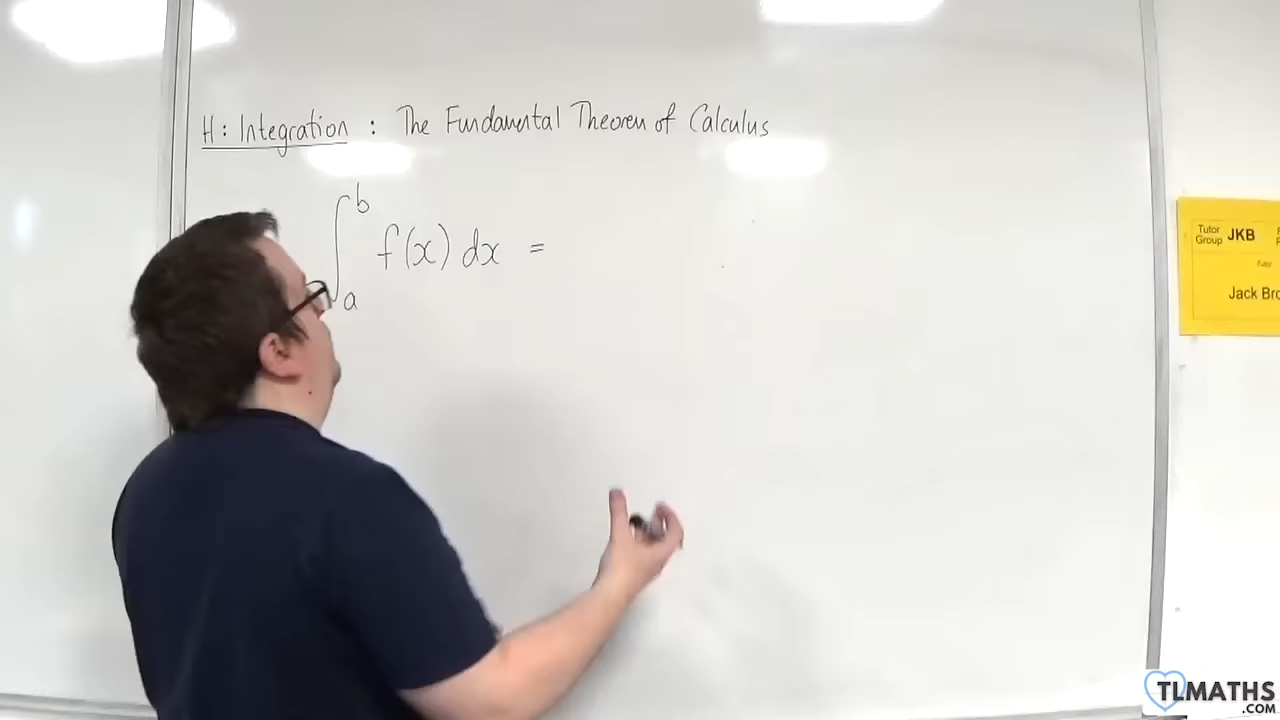 H : Integration : The Fundamental Theorem of Calculus
∫ₐᵇ f(x) dx =
Tutor Group JKB
Jack Bro
TLMATHS
.COM